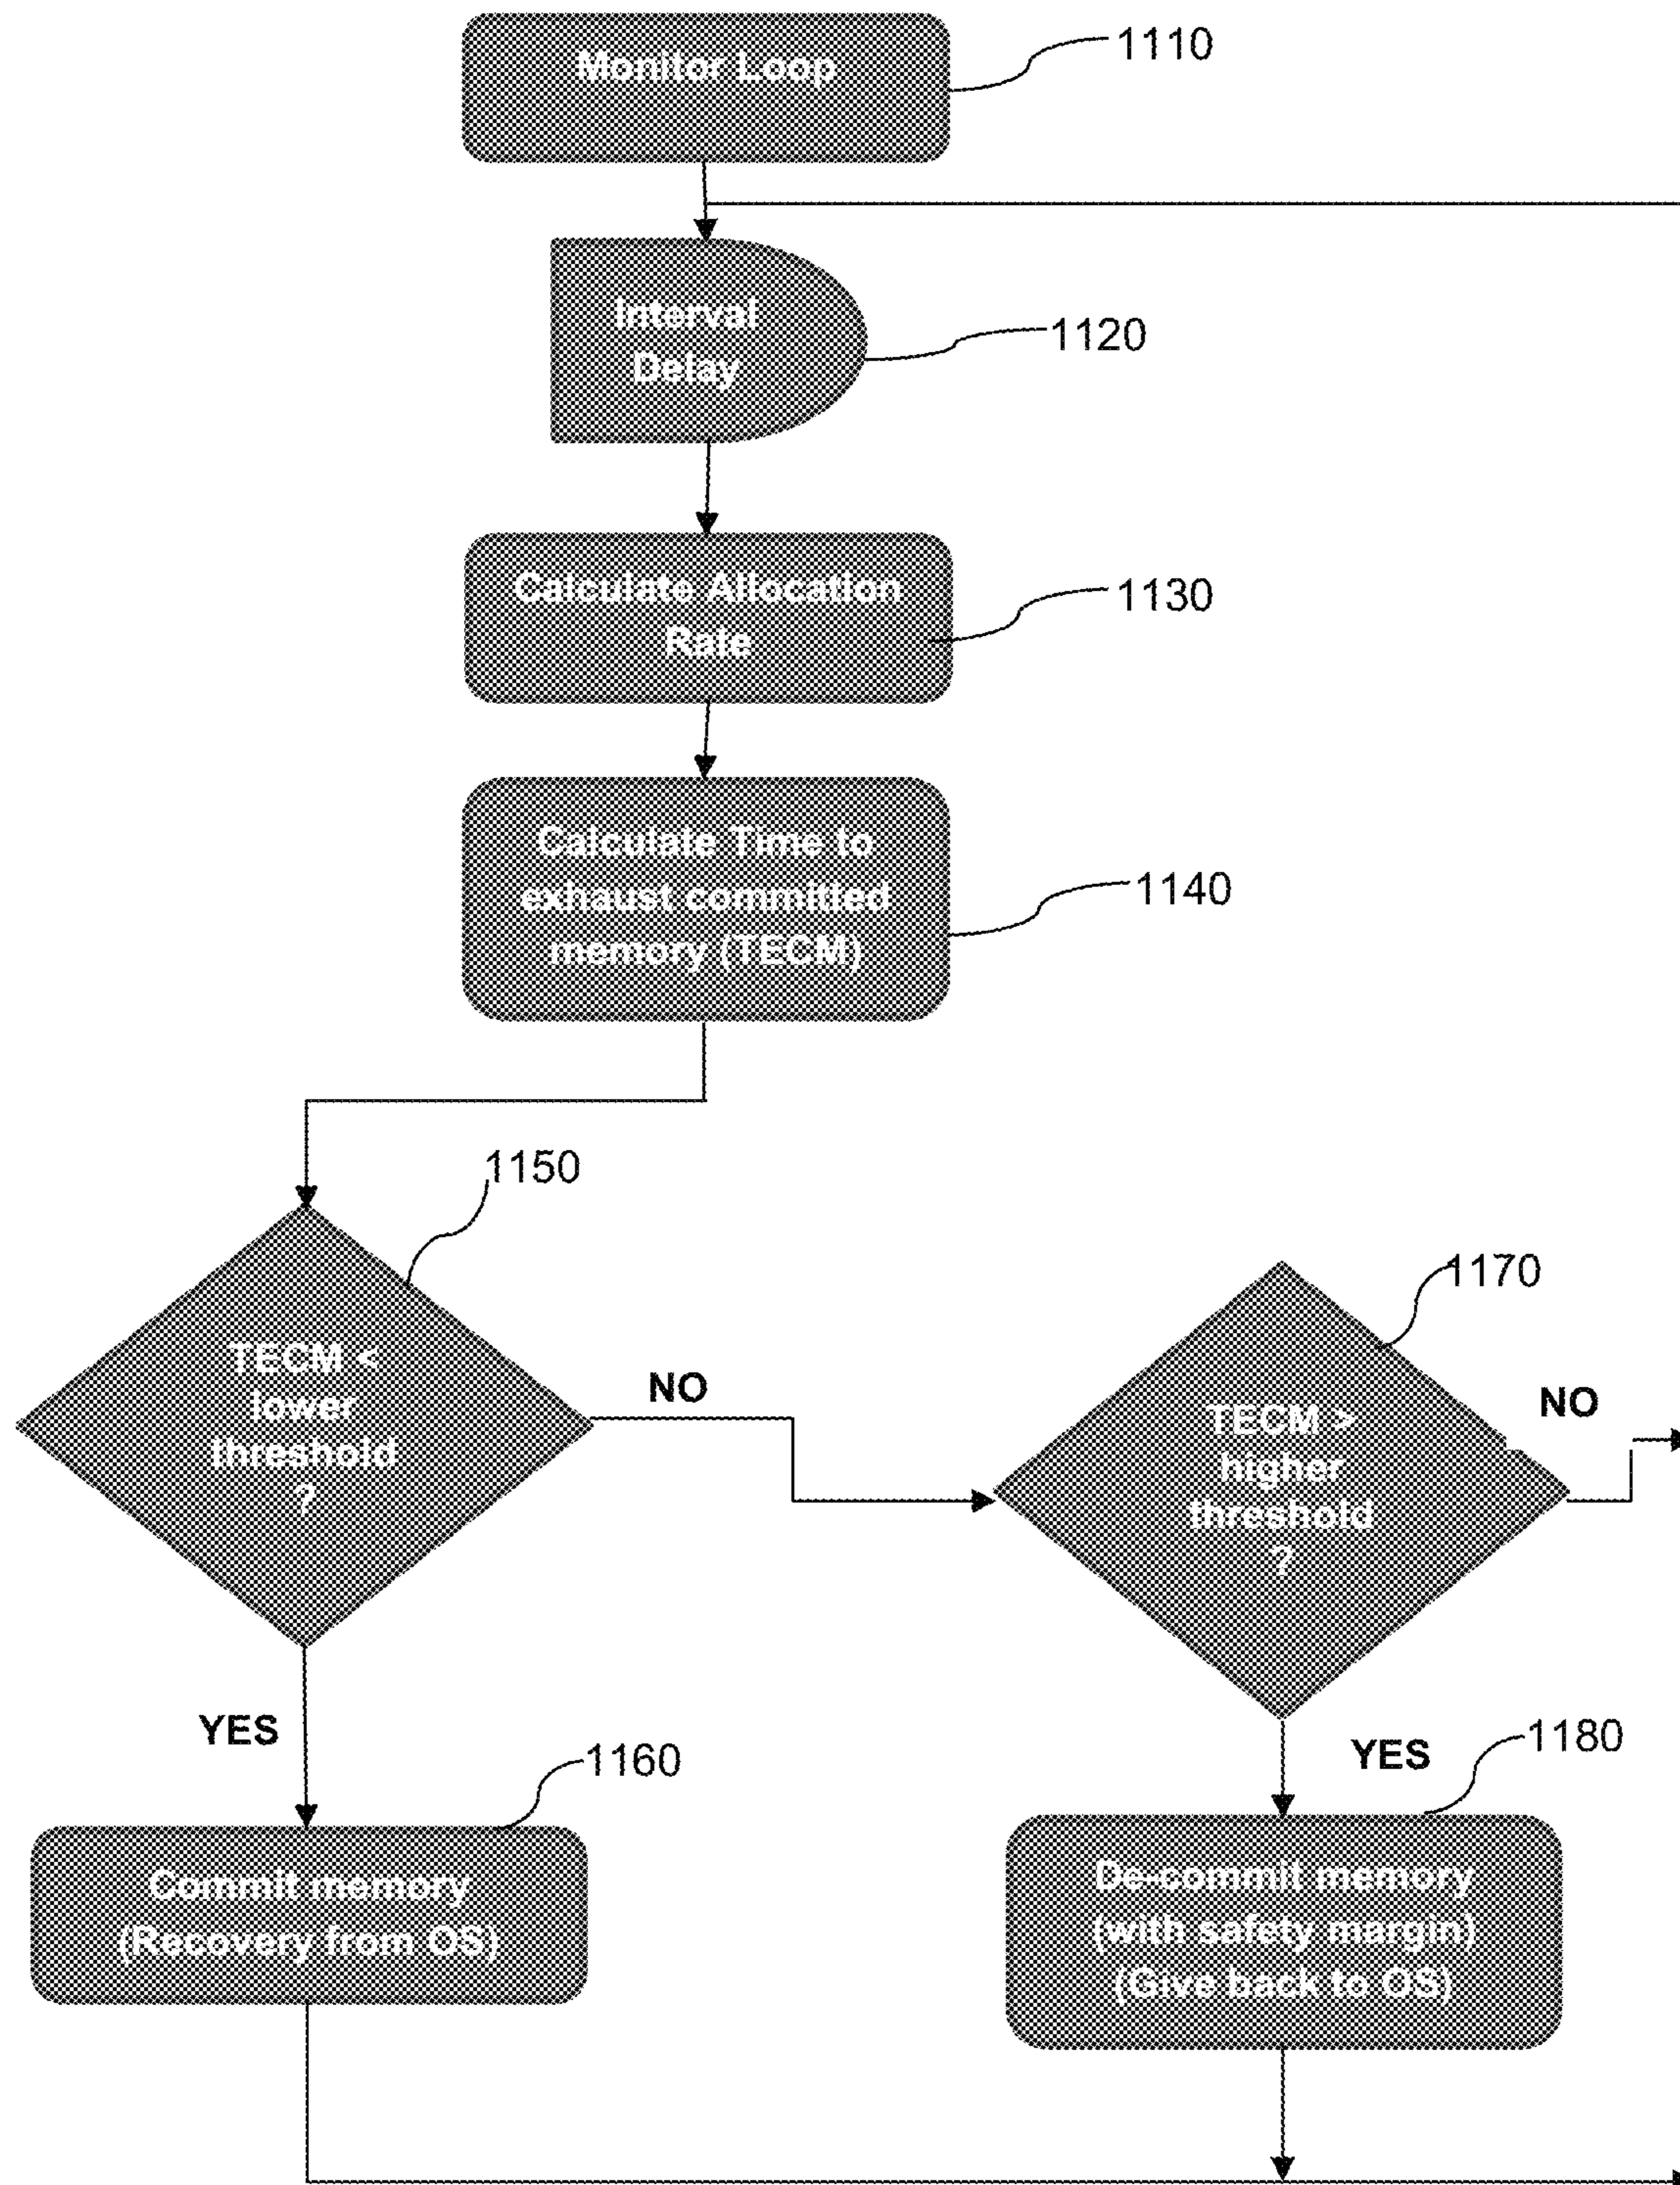 Monitor Loop
1110
Interval
Delay
1120
Calculate Allocation
Rate
1130
Calculate Time to
exhaust committed
memory (TECM)
1140
1150
TECM <
lower
threshold
?
NO
1170
TECM >
higher
threshold
?
NO
YES
1160
Commit memory
(Recovery from OS)
YES
1180
De-commit memory
(with safety margin)
(Give back to OS)